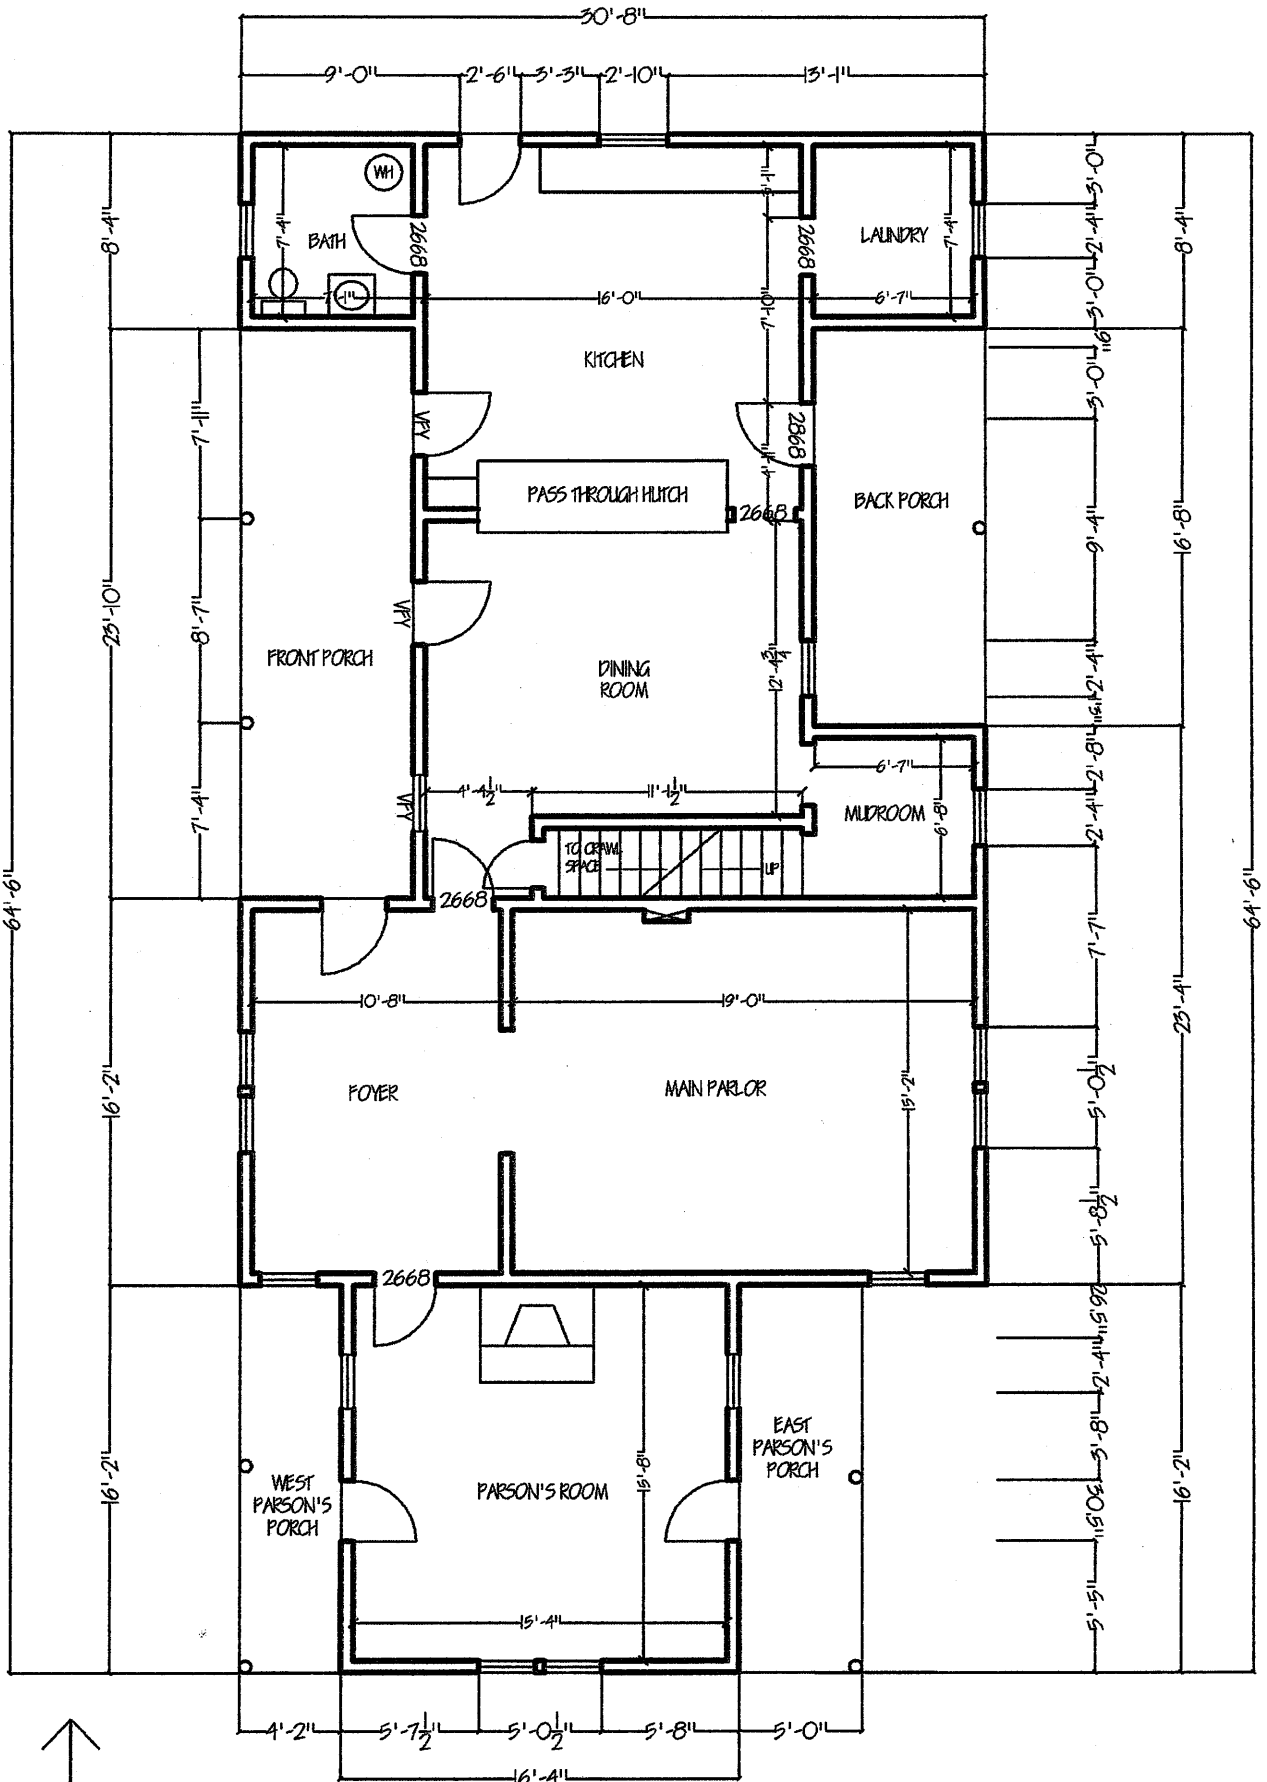 30'-8"
9'-0"
2'-6"
3'-3"
2'-10"
13'-1"
8'-4"
23'-10"
16'-2"
16'-2"
64'-6"
7'-11"
8'-7"
7'-4"
WH
BATH
7'-4"
2668
5'-1"
2668
LAUNDRY
7'-4"
16'-0"
7'-10"
6'-7"
KITCHEN
VFY
2868
PASS THROUGH HUTCH
2668
BACK PORCH
VFY
FRONT PORCH
DINING
ROOM
12'-4 3/4"
4'-4 1/2"
11'-1 1/2"
VFY
6'-7"
MUDROOM
6'-8"
TO CRAWL
SPACE
UP
2668
10'-8"
19'-0"
FOYER
MAIN PARLOR
15'-2"
2668
WEST
PARSON'S
PORCH
PARSON'S ROOM
15'-8"
EAST
PARSON'S
PORCH
15'-4"
3'-0"
2'-4"
3'-0"
9"
3'-0"
9'-4"
2'-4"
2'-8"
2'-4"
7'-7"
5'-0 1/2"
5'-8 1/2"
2'-4"
5'-5"
8'-4"
16'-8"
23'-4"
16'-2"
64'-6"
4'-2"
5'-7 1/2"
5'-0 1/2"
5'-8"
5'-0"
16'-4"